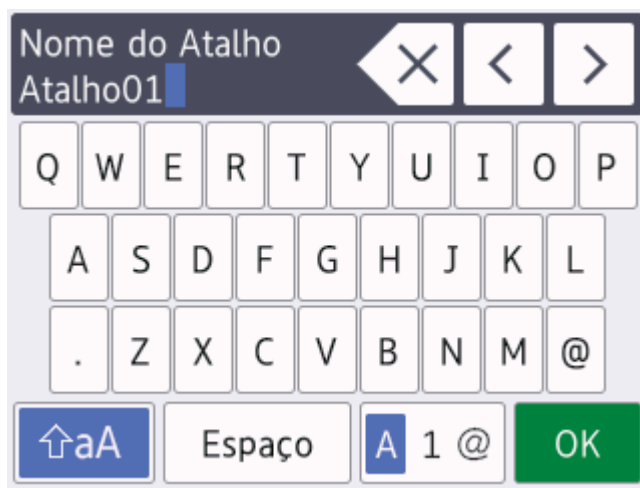 Nome do Atalho
Atalho01
Q W E R T Y U I O P
A S D F G H J K L
. Z X C V B N M @
aA Espaço A 1 @ OK